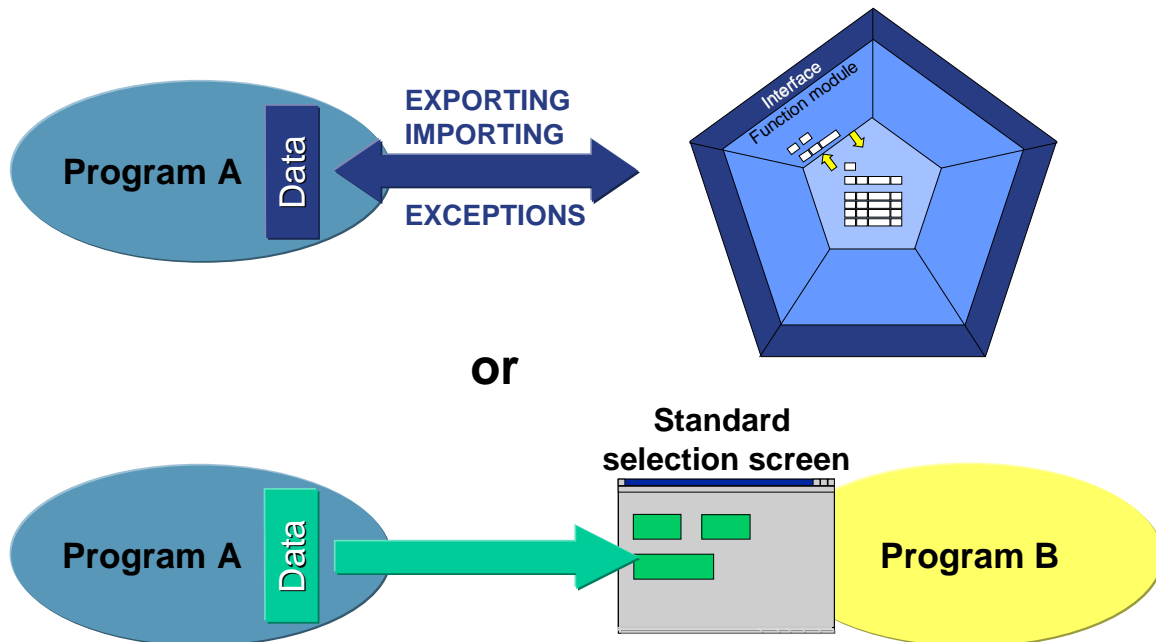 EXPORTING
IMPORTING
Program A
Data
EXCEPTIONS
Interface
Function module
or
Standard
selection screen
Program A
Data
Program B